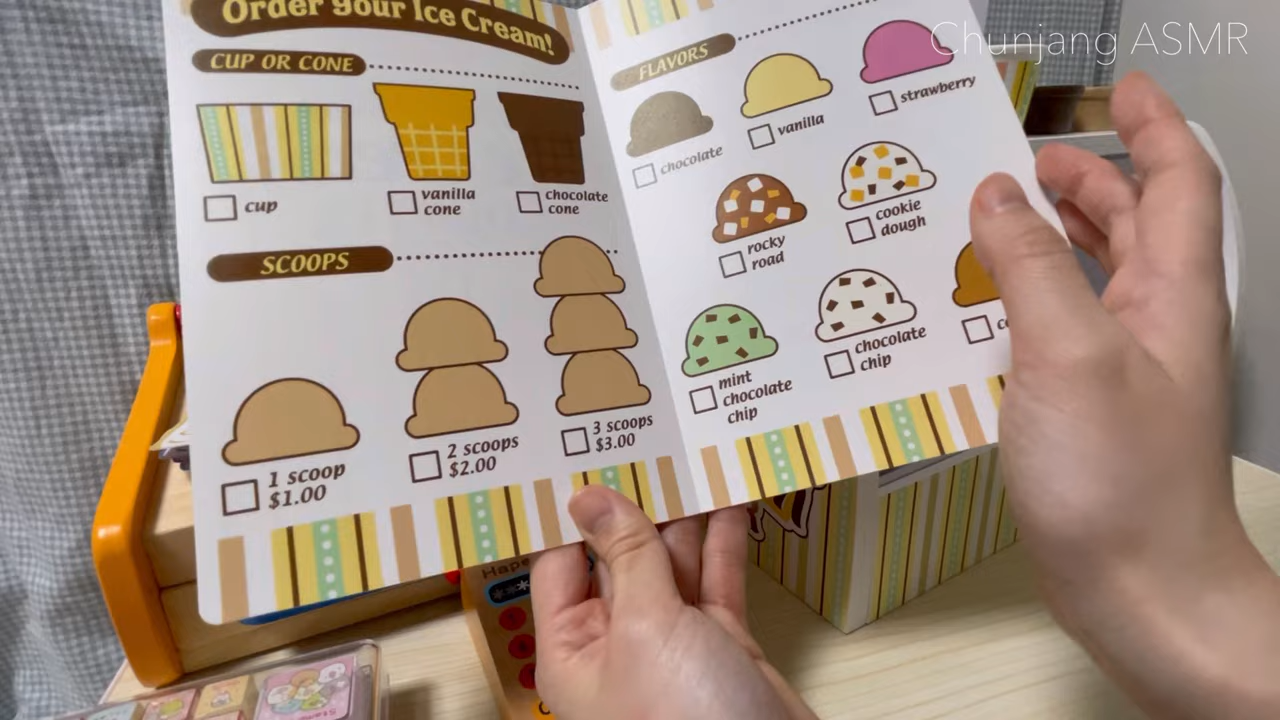 Order your Ice Cream!
CUP OR CONE
cup
vanilla
cone
chocolate
cone
SCOOPS
1 scoop
$1.00
2 scoops
$2.00
3 scoops
$3.00
FLAVORS
chocolate
vanilla
strawberry
rocky
road
cookie
dough
mint
chocolate
chip
chocolate
chip
Chunjang ASMR
Hape